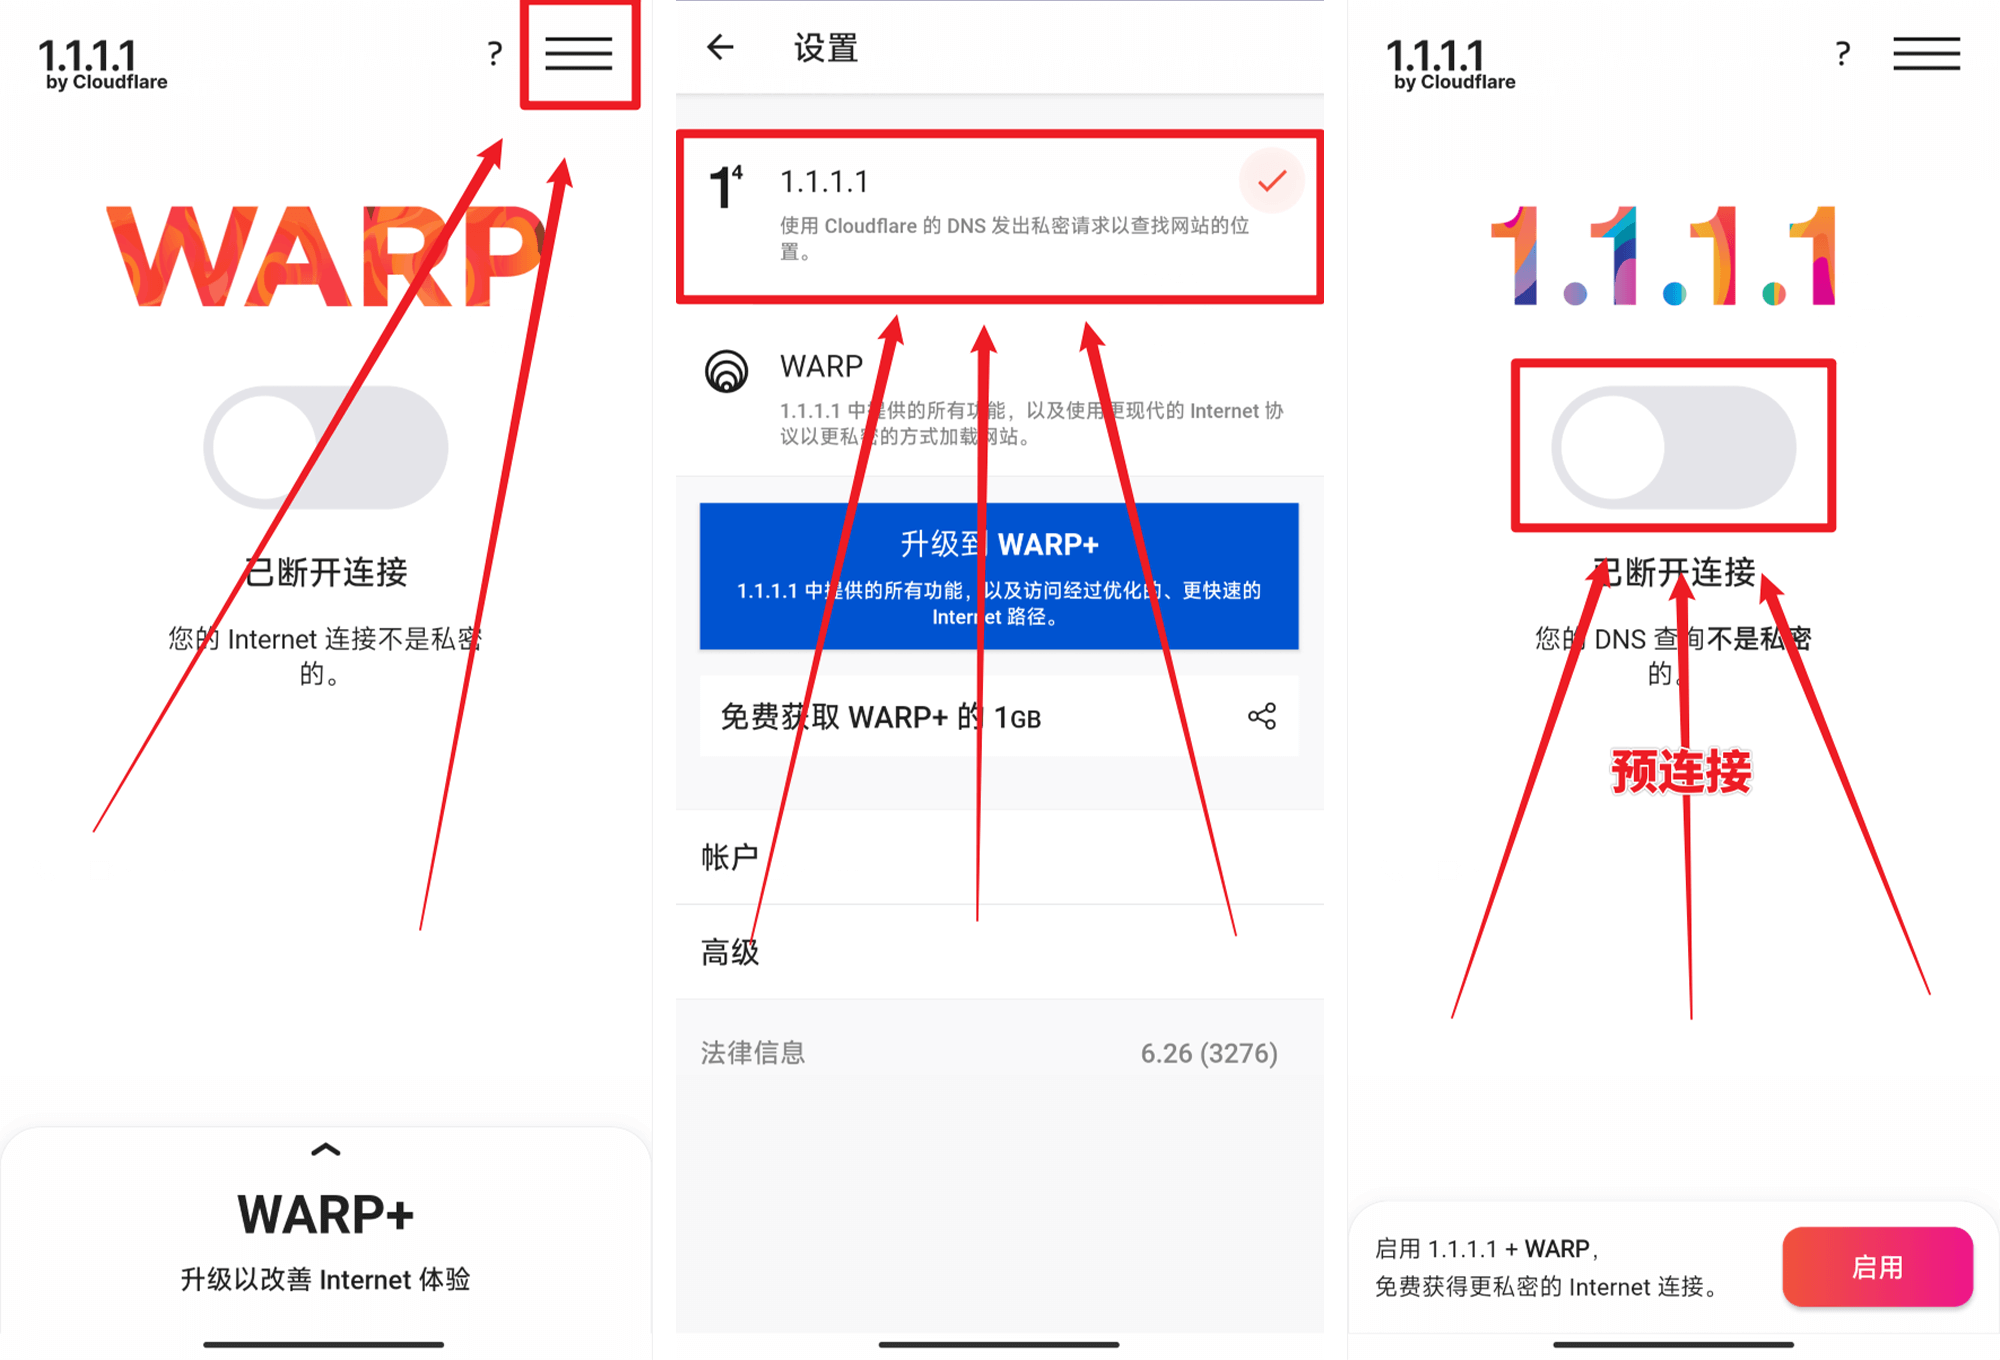 1.1.1.1
by Cloudflare
?
WARP
已断开连接
您的 Internet 连接不是私密
的。
WARP+
升级以改善 Internet 体验
设置
1⁴
1.1.1.1
使用 Cloudflare 的 DNS 发出私密请求以查找网站的位
置。
WARP
1.1.1.1 中提供的所有功能，以及使用更现代的 Internet 协
议以更私密的方式加载网站。
升级到 WARP+
1.1.1.1 中提供的所有功能，以及访问经过优化的、更快速的
Internet 路径。
免费获取 WARP+ 的 1GB
帐户
高级
法律信息 6.26 (3276)
1.1.1.1
by Cloudflare
?
1.1.1.1
已断开连接
您的 DNS 查询不是私密
的。
预连接
启用 1.1.1.1 + WARP，
免费获得更私密的 Internet 连接。
启用